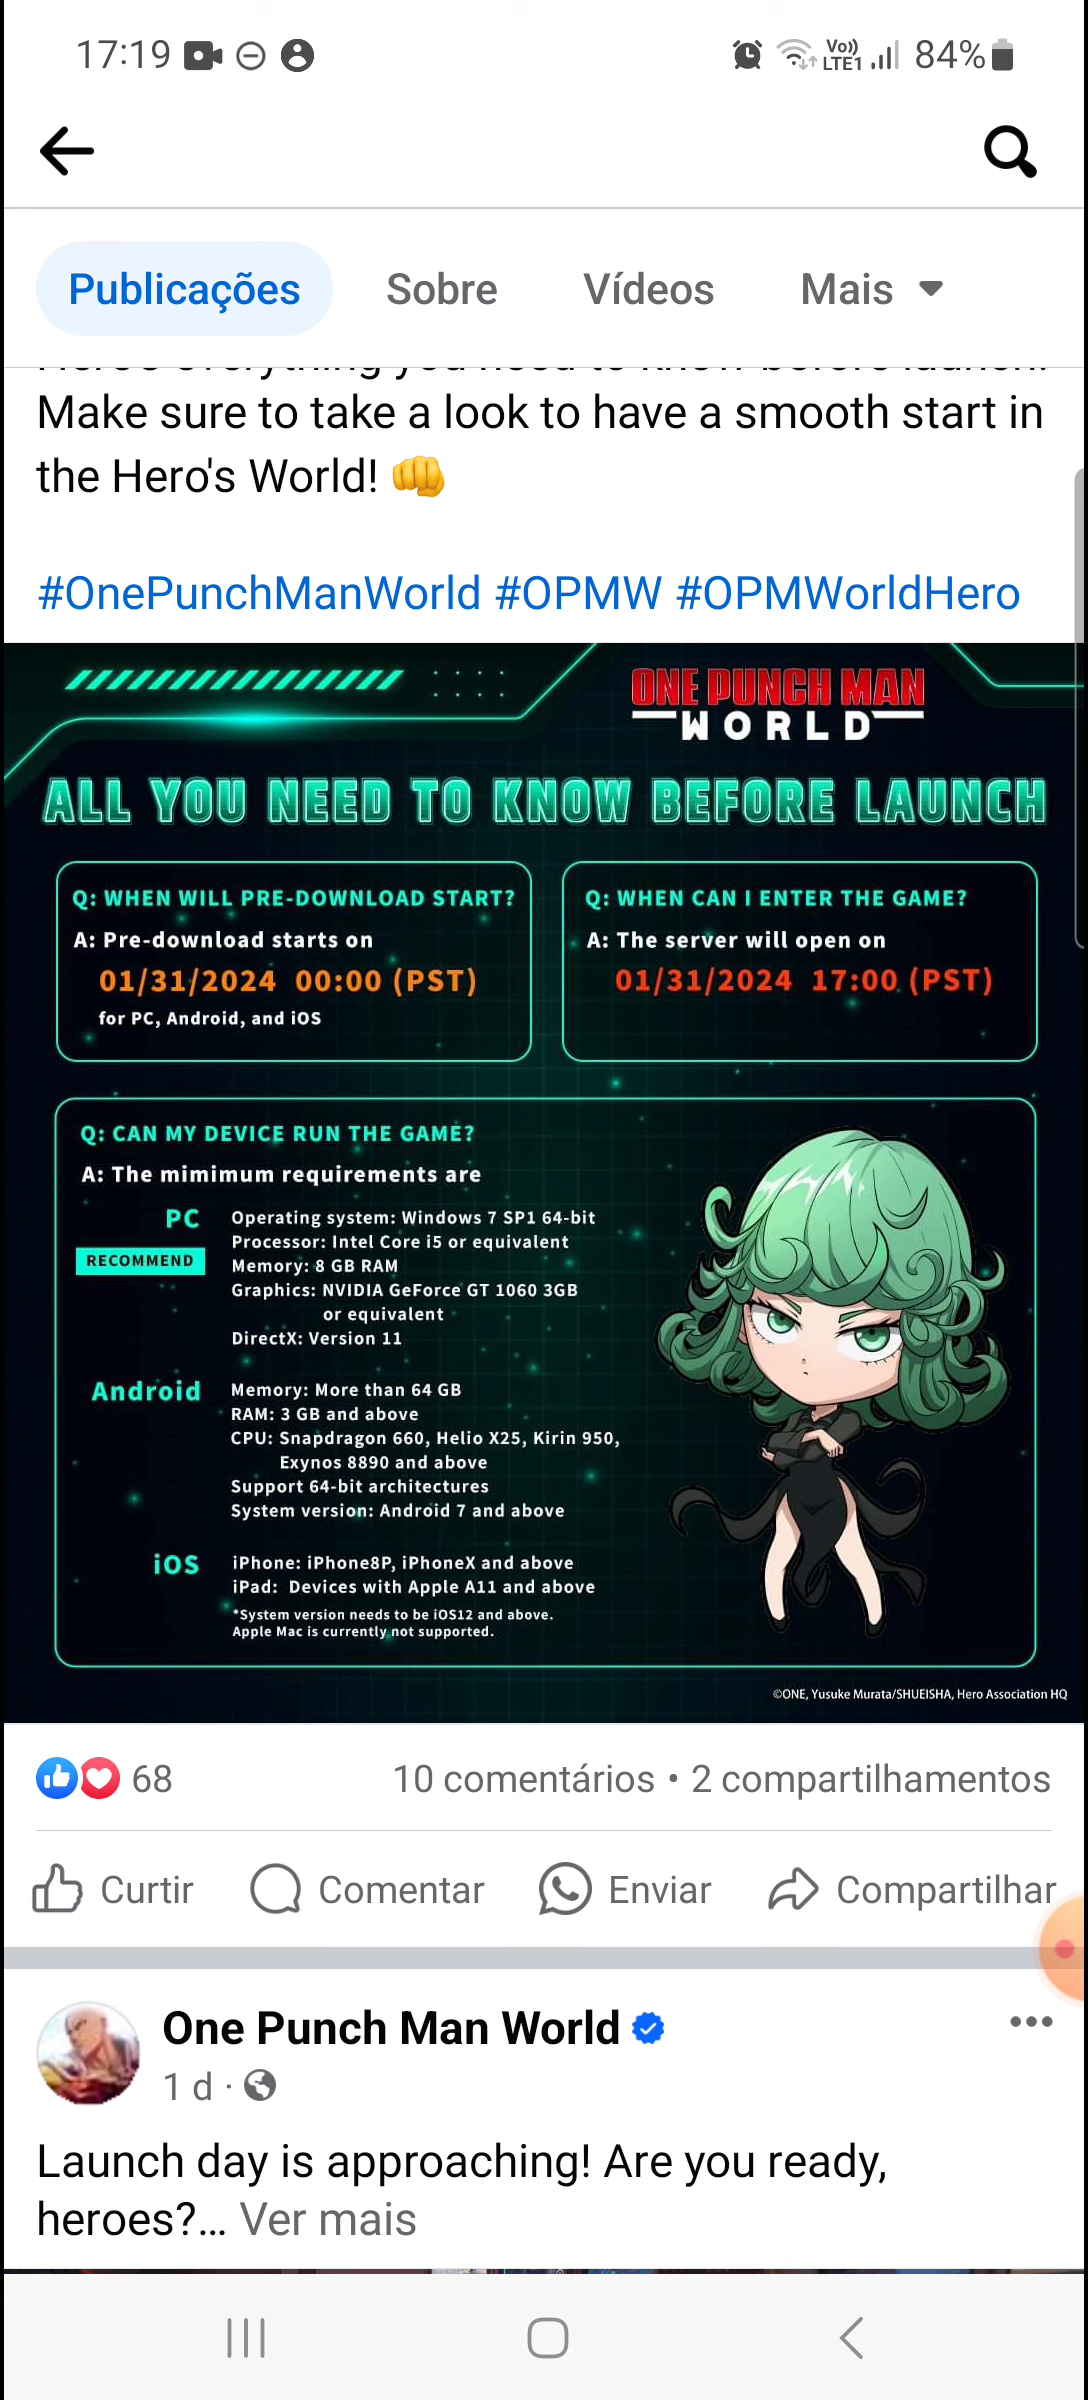 17:19
Vo)) LTE1 84%
Publicações Sobre Vídeos Mais
Here's everything you need to know before launch!
Make sure to take a look to have a smooth start in
the Hero's World! 👊
#OnePunchManWorld #OPMW #OPMWorldHero
ONE PUNCH MAN
WORLD
ALL YOU NEED TO KNOW BEFORE LAUNCH
Q: WHEN WILL PRE-DOWNLOAD START?
A: Pre-download starts on
01/31/2024 00:00 (PST)
for PC, Android, and iOS
Q: WHEN CAN I ENTER THE GAME?
A: The server will open on
01/31/2024 17:00 (PST)
Q: CAN MY DEVICE RUN THE GAME?
A: The mimimum requirements are
PC
RECOMMEND
Operating system: Windows 7 SP1 64-bit
Processor: Intel Core i5 or equivalent
Memory: 8 GB RAM
Graphics: NVIDIA GeForce GT 1060 3GB
or equivalent
DirectX: Version 11
Android
Memory: More than 64 GB
RAM: 3 GB and above
CPU: Snapdragon 660, Helio X25, Kirin 950,
Exynos 8890 and above
Support 64-bit architectures
System version: Android 7 and above
iOS
iPhone: iPhone8P, iPhoneX and above
iPad: Devices with Apple A11 and above
*System version needs to be iOS12 and above.
Apple Mac is currently not supported.
©ONE, Yusuke Murata/SHUEISHA, Hero Association HQ
68
10 comentários • 2 compartilhamentos
Curtir Comentar Enviar Compartilhar
One Punch Man World
1 d ·
Launch day is approaching! Are you ready,
heroes?... Ver mais